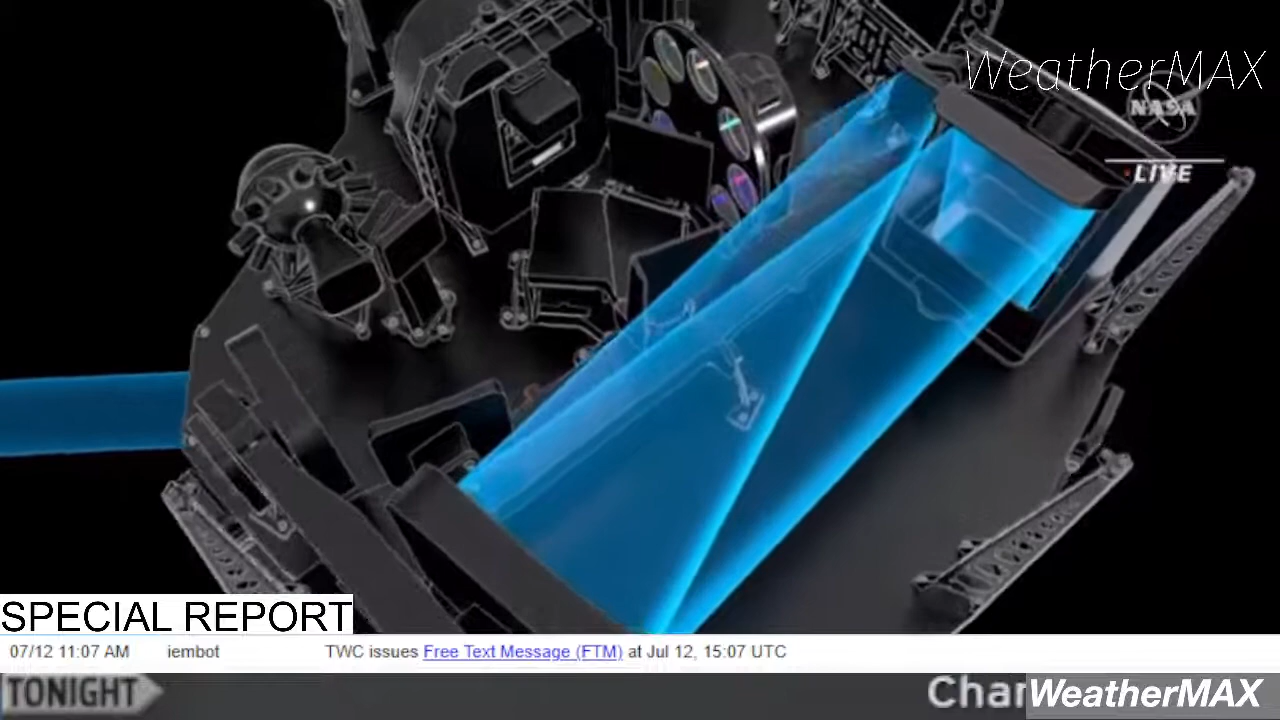 WeatherMAX
NASA
LIVE
SPECIAL REPORT
07/12 11:07 AM iembot TWC issues Free Text Message (FTM) at Jul 12, 15:07 UTC
TONIGHT
WeatherMAX